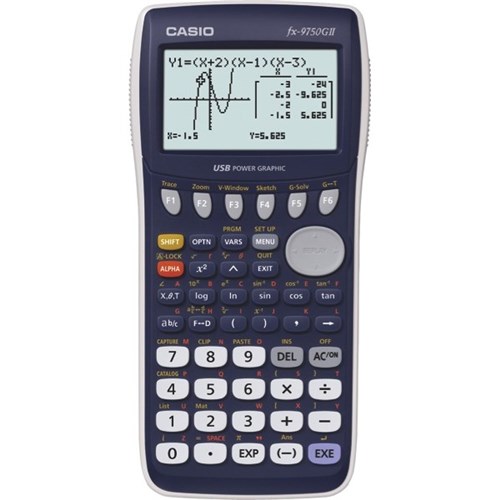 CASIO fx-9750GII
Y1=(X+2)(X-1)(X-3)
X Y1
-3 -24
-2.5 -9.625
-2 0
-1.5 5.625
X=-1.5 Y=5.625
USB POWER GRAPHIC
Trace Zoom V-Window Sketch G-Solv G↔T
F1 F2 F3 F4 F5 F6
PRGM SET UP
SHIFT OPTN VARS MENU
A-LOCK QUIT
ALPHA x² ^ EXIT
X,θ,T log ln sin cos tan
a b/c F↔D ( ) , →
CAPTURE CLIP PASTE INS OFF
7 8 9 DEL AC/ON
CATALOG
4 5 6 × ÷
List Mat
1 2 3 + −
i SPACE π Ans
0 . EXP (−) EXE